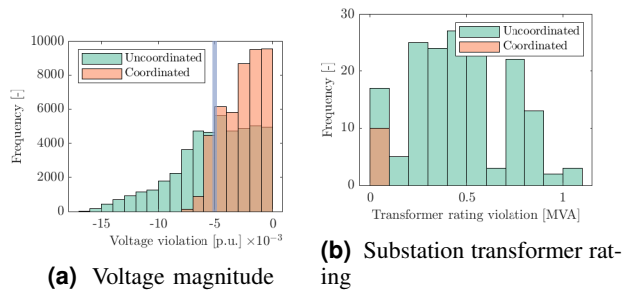 10000
8000
6000
4000
2000
0
Frequency [-]
Uncoordinated
Coordinated
-15
-10
-5
0
Voltage violation [p.u.] ×10⁻³
(a) Voltage magnitude
30
20
10
0
Frequency [-]
Uncoordinated
Coordinated
0
0.5
1
Transformer rating violation [MVA]
(b) Substation transformer rat-
ing